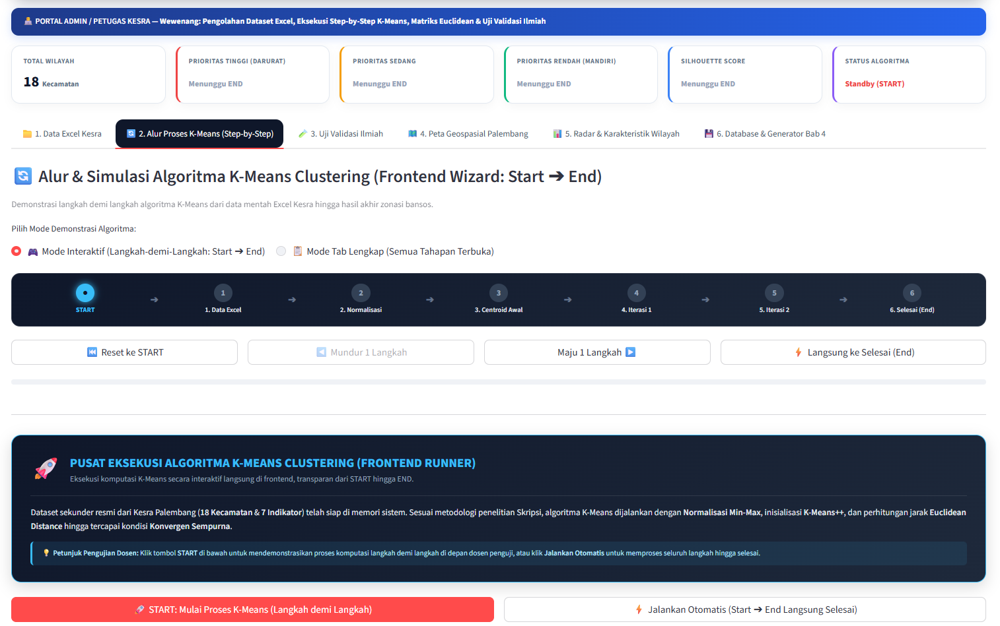 PORTAL ADMIN / PETUGAS KESRA — Wewenang: Pengolahan Dataset Excel, Eksekusi Step-by-Step K-Means, Matriks Euclidean & Uji Validasi Ilmiah
TOTAL WILAYAH
18 Kecamatan
PRIORITAS TINGGI (DARURAT)
Menunggu END
PRIORITAS SEDANG
Menunggu END
PRIORITAS RENDAH (MANDIRI)
Menunggu END
SILHOUETTE SCORE
Menunggu END
STATUS ALGORITMA
Standby (START)
1. Data Excel Kesra
2. Alur Proses K-Means (Step-by-Step)
3. Uji Validasi Ilmiah
4. Peta Geospasial Palembang
5. Radar & Karakteristik Wilayah
6. Database & Generator Bab 4
Alur & Simulasi Algoritma K-Means Clustering (Frontend Wizard: Start ➔ End)
Demonstrasi langkah demi langkah algoritma K-Means dari data mentah Excel Kesra hingga hasil akhir zonasi bansos.
Pilih Mode Demonstrasi Algoritma:
Mode Interaktif (Langkah-demi-Langkah: Start ➔ End)
Mode Tab Lengkap (Semua Tahapan Terbuka)
START
➔
1
1. Data Excel
➔
2
2. Normalisasi
➔
3
3. Centroid Awal
➔
4
4. Iterasi 1
➔
5
5. Iterasi 2
➔
6
6. Selesai (End)
Reset ke START
Mundur 1 Langkah
Maju 1 Langkah
Langsung ke Selesai (End)
PUSAT EKSEKUSI ALGORITMA K-MEANS CLUSTERING (FRONTEND RUNNER)
Eksekusi komputasi K-Means secara interaktif langsung di frontend, transparan dari START hingga END.
Dataset sekunder resmi dari Kesra Palembang (18 Kecamatan & 7 Indikator) telah siap di memori sistem. Sesuai metodologi penelitian Skripsi, algoritma K-Means dijalankan dengan Normalisasi Min-Max, inisialisasi K-Means++, dan perhitungan jarak Euclidean
Distance hingga tercapai kondisi Konvergen Sempurna.
Petunjuk Pengujian Dosen: Klik tombol START di bawah untuk mendemonstrasikan proses komputasi langkah demi langkah di depan dosen penguji, atau klik Jalankan Otomatis untuk memproses seluruh langkah hingga selesai.
START: Mulai Proses K-Means (Langkah demi Langkah)
Jalankan Otomatis (Start ➔ End Langsung Selesai)